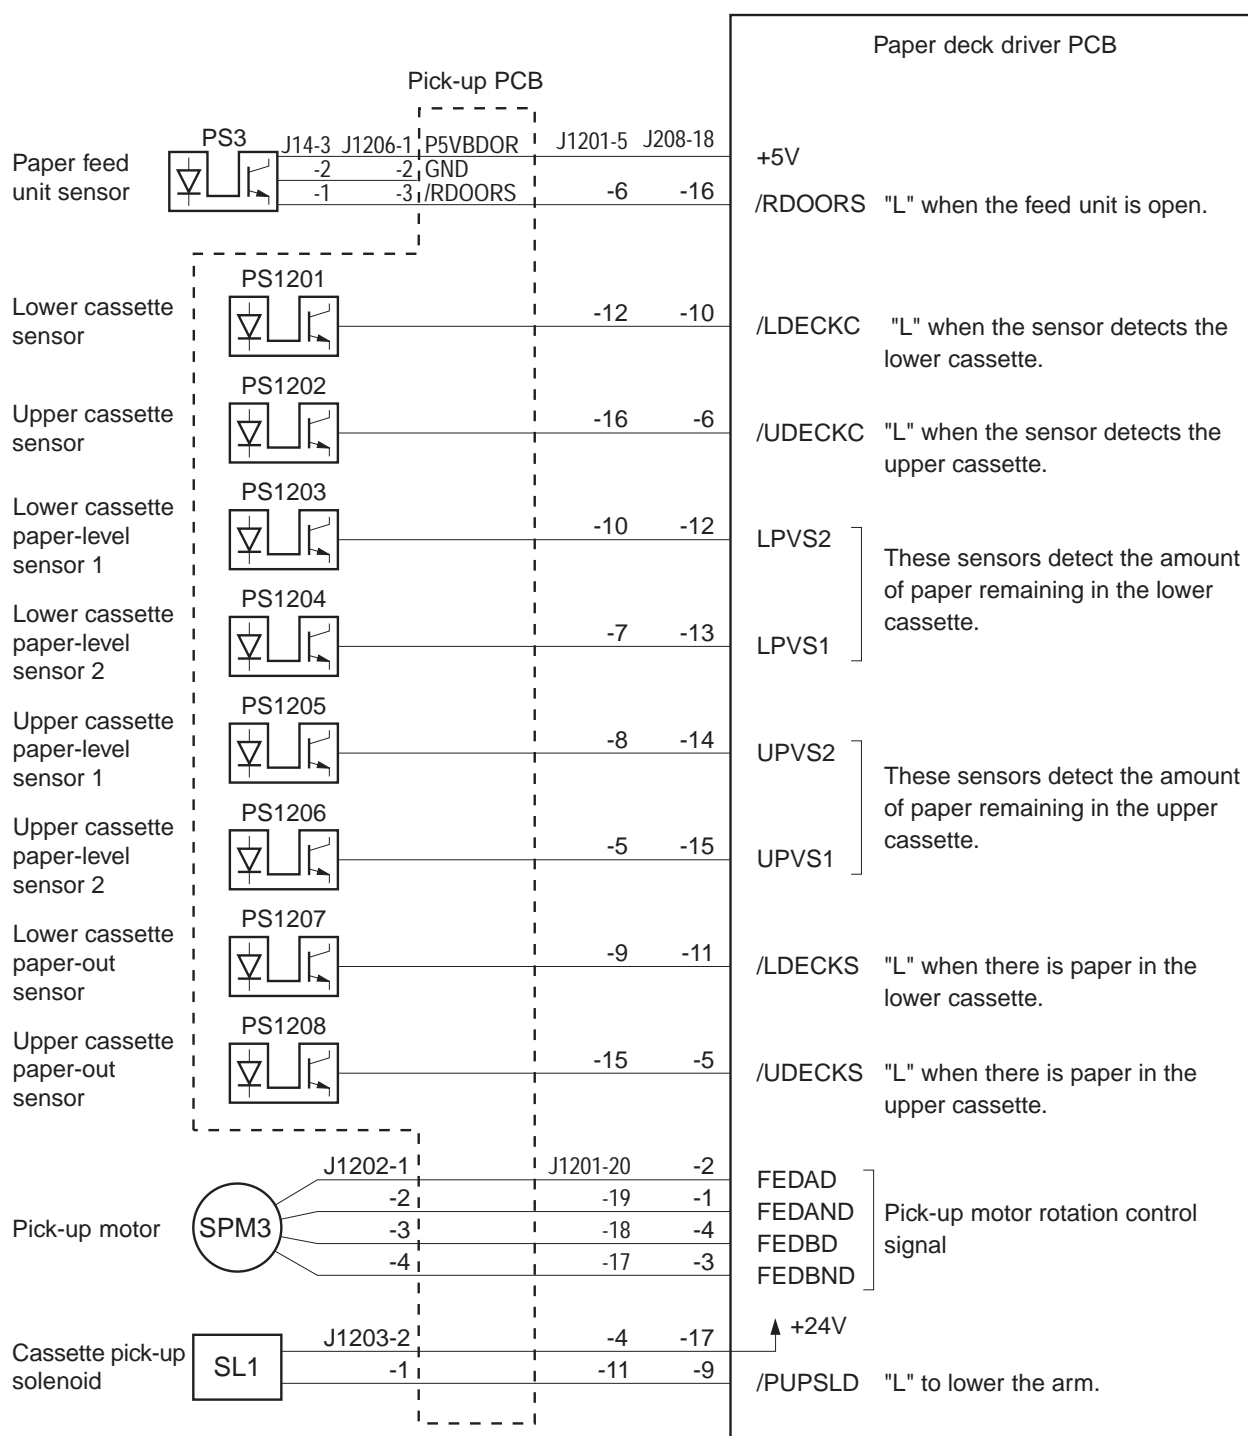 Paper deck driver PCB
Pick-up PCB
PS3
J14-3 J1206-1 P5VBDOR J1201-5 J208-18
Paper feed
unit sensor
+5V
-2 -2 GND
-1 -3 /RDOORS -6 -16 /RDOORS "L" when the feed unit is open.
PS1201
Lower cassette
sensor
-12 -10 /LDECKC "L" when the sensor detects the
lower cassette.
PS1202
Upper cassette
sensor
-16 -6 /UDECKC "L" when the sensor detects the
upper cassette.
PS1203
Lower cassette
paper-level
sensor 1
-10 -12 LPVS2
These sensors detect the amount
of paper remaining in the lower
cassette.
PS1204
Lower cassette
paper-level
sensor 2
-7 -13 LPVS1
PS1205
Upper cassette
paper-level
sensor 1
-8 -14 UPVS2
These sensors detect the amount
of paper remaining in the upper
cassette.
PS1206
Upper cassette
paper-level
sensor 2
-5 -15 UPVS1
PS1207
Lower cassette
paper-out
sensor
-9 -11 /LDECKS "L" when there is paper in the
lower cassette.
PS1208
Upper cassette
paper-out
sensor
-15 -5 /UDECKS "L" when there is paper in the
upper cassette.
Pick-up motor
SPM3
J1202-1 J1201-20 -2 FEDAD
-2 -19 -1 FEDAND
-3 -18 -4 FEDBD
-4 -17 -3 FEDBND
Pick-up motor rotation control
signal
+24V
Cassette pick-up
solenoid
SL1
J1203-2 -4 -17
-1 -11 -9 /PUPSLD "L" to lower the arm.